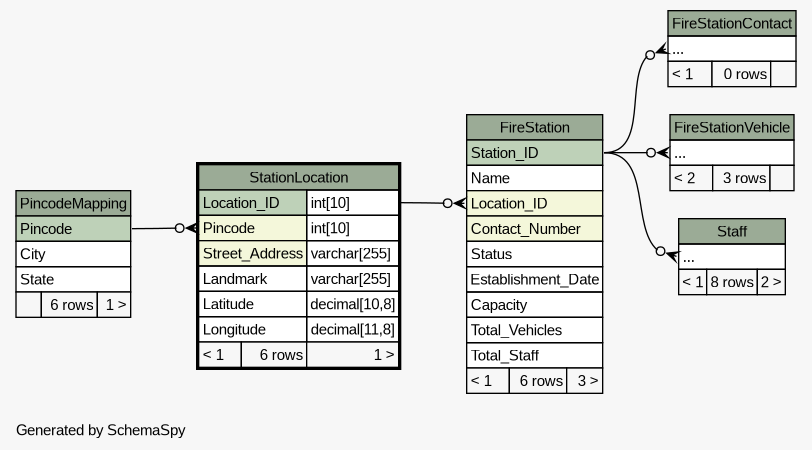 PincodeMapping
Pincode
City
State
6 rows 1 >
StationLocation
Location_ID int[10]
Pincode int[10]
Street_Address varchar[255]
Landmark varchar[255]
Latitude decimal[10,8]
Longitude decimal[11,8]
< 1 6 rows 1 >
FireStation
Station_ID
Name
Location_ID
Contact_Number
Status
Establishment_Date
Capacity
Total_Vehicles
Total_Staff
< 1 6 rows 3 >
FireStationContact
...
< 1 0 rows
FireStationVehicle
...
< 2 3 rows
Staff
...
< 1 8 rows 2 >
Generated by SchemaSpy